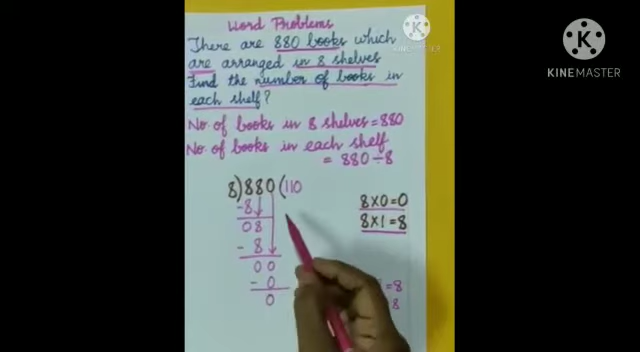 Word Problems
There are 880 books which
are arranged in 8 shelves
Find the number of books in
each shelf?
No. of books in 8 shelves = 880
No. of books in each shelf
= 880 ÷ 8
8)880(110
-8
08
- 8
00
- 0
0
8 x 0 = 0
8 x 1 = 8
= 8
8
KINEMASTER